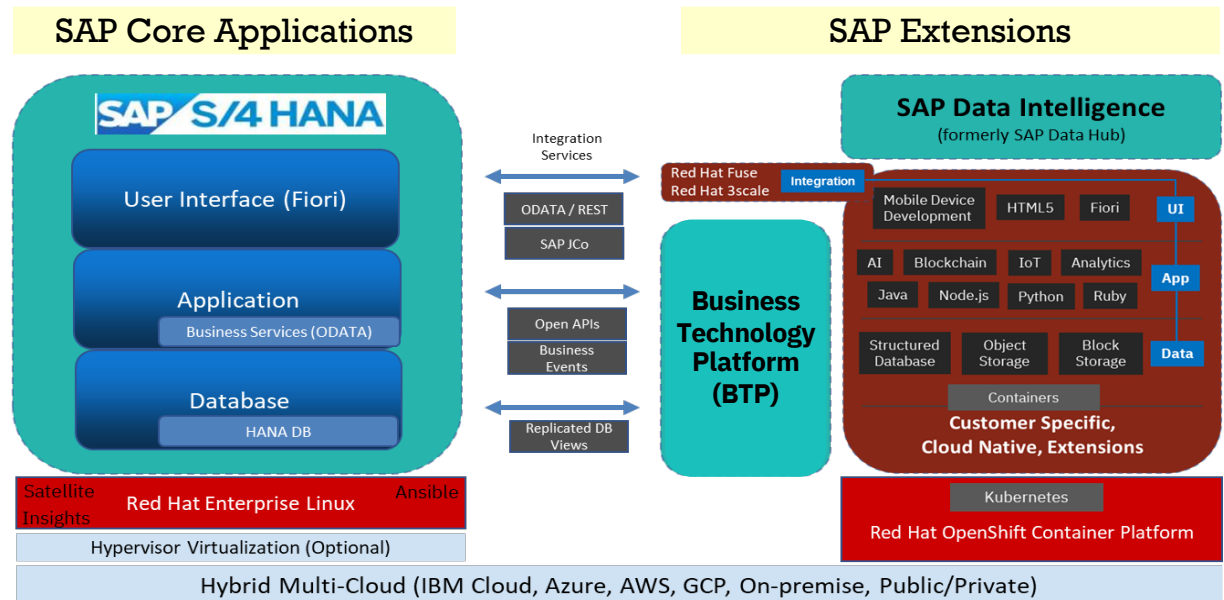 SAP Core Applications
SAP Extensions
SAP S/4 HANA
User Interface (Fiori)
Application
Business Services (ODATA)
Database
HANA DB
Satellite
Insights
Red Hat Enterprise Linux
Ansible
Hypervisor Virtualization (Optional)
Integration
Services
ODATA / REST
SAP JCo
Open APIs
Business
Events
Replicated DB
Views
SAP Data Intelligence
(formerly SAP Data Hub)
Red Hat Fuse
Red Hat 3scale
Integration
Business
Technology
Platform
(BTP)
Mobile Device
Development
HTML5
Fiori
UI
AI
Blockchain
IoT
Analytics
App
Java
Node.js
Python
Ruby
Structured
Database
Object
Storage
Block
Storage
Data
Containers
Customer Specific,
Cloud Native, Extensions
Kubernetes
Red Hat OpenShift Container Platform
Hybrid Multi-Cloud (IBM Cloud, Azure, AWS, GCP, On-premise, Public/Private)